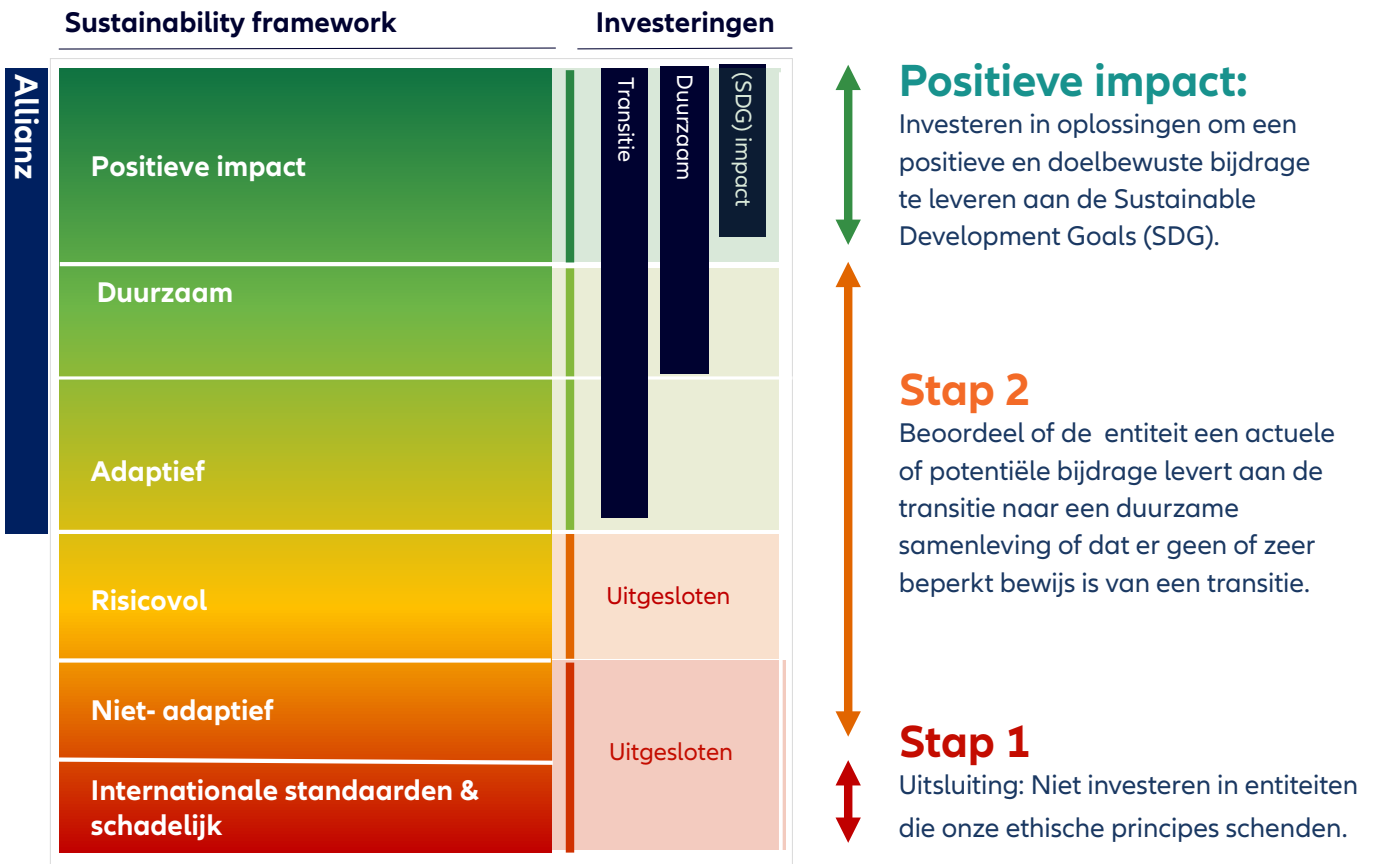 Sustainability framework
Investeringen
Allianz
Positieve impact
Duurzaam
Adaptief
Risicovol
Niet- adaptief
Internationale standaarden &
schadelijk
Transitie
Duurzaam
(SDG) impact
Uitgesloten
Uitgesloten
Positieve impact:
Investeren in oplossingen om een
positieve en doelbewuste bijdrage
te leveren aan de Sustainable
Development Goals (SDG).
Stap 2
Beoordeel of de entiteit een actuele
of potentiële bijdrage levert aan de
transitie naar een duurzame
samenleving of dat er geen of zeer
beperkt bewijs is van een transitie.
Stap 1
Uitsluiting: Niet investeren in entiteiten
die onze ethische principes schenden.